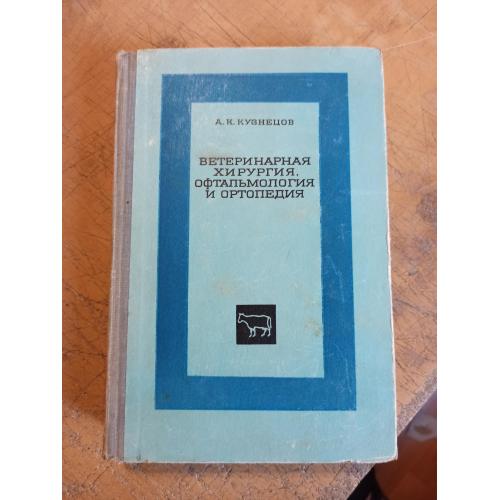 А. К. КУЗНЕЦОВ
ВЕТЕРИНАРНАЯ
ХИРУРГИЯ,
ОФТАЛЬМОЛОГИЯ
И ОРТОПЕДИЯ